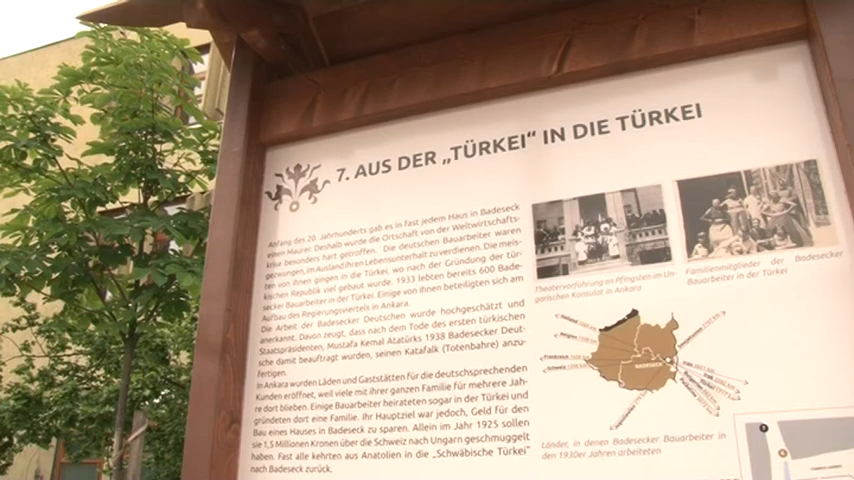 7. AUS DER „TÜRKEI“ IN DIE TÜRKEI
Anfang des 20. Jahrhunderts gab es in fast jedem Haus in Badeseck
einen Maurer. Deshalb wurde die Ortschaft von der Weltwirtschafts-
krise besonders hart getroffen. Die deutschen Bauarbeiter waren
gezwungen, im Ausland ihren Lebensunterhalt zu verdienen. Die meis-
ten von ihnen gingen in die Türkei, wo nach der Gründung der tür-
kischen Republik viel gebaut wurde. 1933 lebten bereits 600 Bade-
secker Bauarbeiter in der Türkei. Einige von ihnen beteiligten sich am
Aufbau des Regierungsviertels in Ankara.
Die Arbeit der Badesecker Deutschen wurde hochgeschätzt und
anerkannt. Davon zeugt, dass nach dem Tode des ersten türkischen
Staatspräsidenten, Mustafa Kemal Atatürks 1938 Badesecker Deut-
sche damit beauftragt wurden, seinen Katafalk (Totenbahre) anzu-
fertigen.
In Ankara wurden Läden und Gaststätten für die deutschsprechenden
Kunden eröffnet, weil viele mit ihrer ganzen Familie für mehrere Jah-
re dort blieben. Einige Bauarbeiter heirateten sogar in der Türkei und
gründeten dort eine Familie. Ihr Hauptziel war jedoch, Geld für den
Bau eines Hauses in Badeseck zu sparen. Allein im Jahr 1925 sollen
sie 1,5 Millionen Kronen über die Schweiz nach Ungarn geschmuggelt
haben. Fast alle kehrten aus Anatolien in die „Schwäbische Türkei“
nach Badeseck zurück.
Theatervorführung an Pfingsten im Un-
garischen Konsulat in Ankara
Familienmitglieder der Badesecker
Bauarbeiter in der Türkei
Holland
Belgien
Frankreich
Schweiz
BADESECK
Länder, in denen Badesecker Bauarbeiter in
den 1930er Jahren arbeiteten